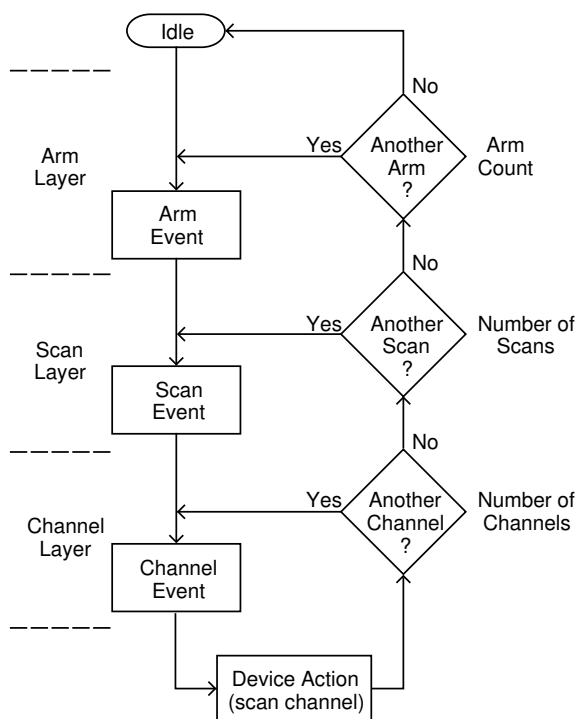 Idle
No
Yes
Another
Arm
?
Arm
Count
Arm
Layer
Arm
Event
No
Yes
Another
Scan
?
Number of
Scans
Scan
Layer
Scan
Event
No
Yes
Another
Channel
?
Number of
Channels
Channel
Layer
Channel
Event
Device Action
(scan channel)